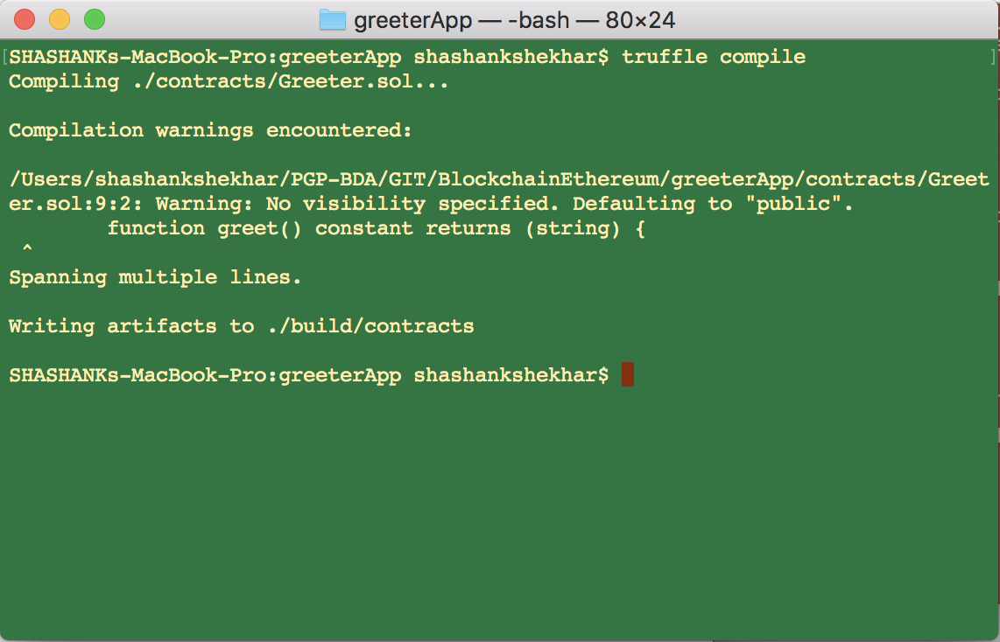 greeterApp — -bash — 80×24
[SHASHANKs-MacBook-Pro:greeterApp shashankshekhar$ truffle compile ]
Compiling ./contracts/Greeter.sol...
Compilation warnings encountered:
/Users/shashankshekhar/PGP-BDA/GIT/BlockchainEthereum/greeterApp/contracts/Greet
er.sol:9:2: Warning: No visibility specified. Defaulting to "public".
        function greet() constant returns (string) {
 ^
Spanning multiple lines.
Writing artifacts to ./build/contracts
SHASHANKs-MacBook-Pro:greeterApp shashankshekhar$